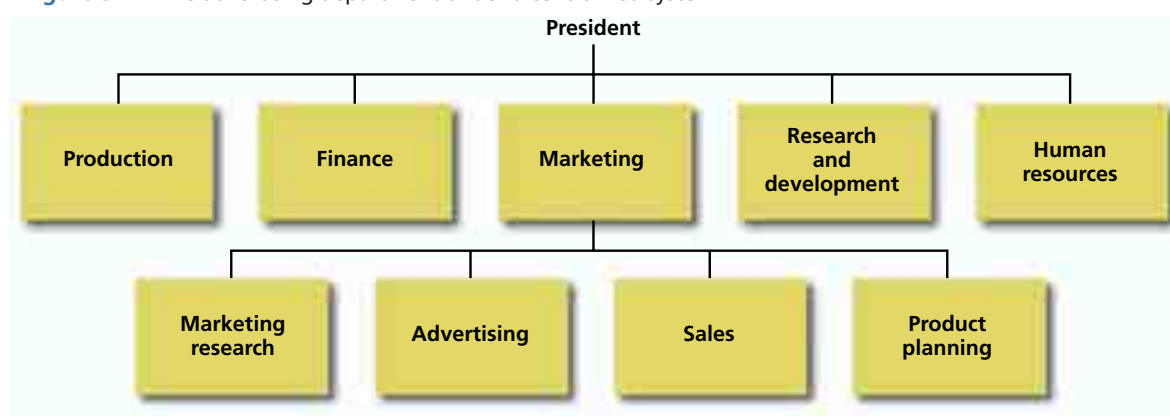 President
Production
Finance
Marketing
Research
and
development
Human
resources
Marketing
research
Advertising
Sales
Product
planning